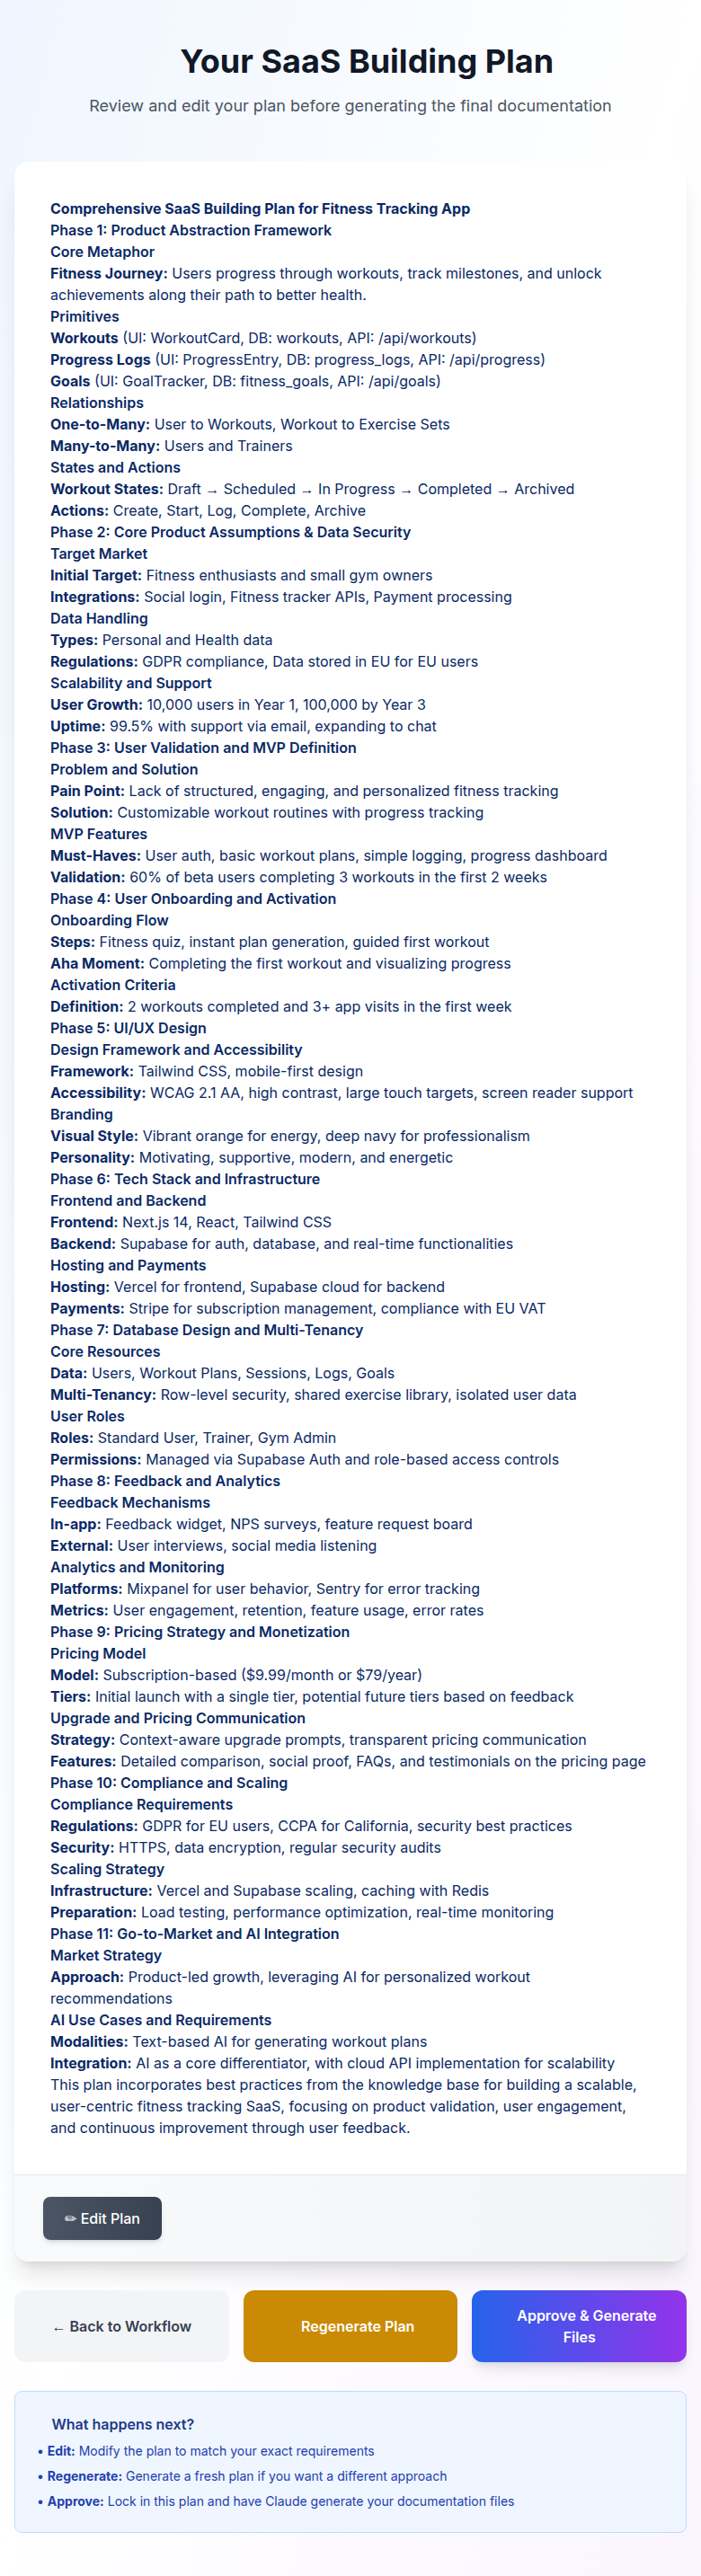 Your SaaS Building Plan
Review and edit your plan before generating the final documentation
Comprehensive SaaS Building Plan for Fitness Tracking App
Phase 1: Product Abstraction Framework
Core Metaphor
Fitness Journey: Users progress through workouts, track milestones, and unlock
achievements along their path to better health.
Primitives
Workouts (UI: WorkoutCard, DB: workouts, API: /api/workouts)
Progress Logs (UI: ProgressEntry, DB: progress_logs, API: /api/progress)
Goals (UI: GoalTracker, DB: fitness_goals, API: /api/goals)
Relationships
One-to-Many: User to Workouts, Workout to Exercise Sets
Many-to-Many: Users and Trainers
States and Actions
Workout States: Draft → Scheduled → In Progress → Completed → Archived
Actions: Create, Start, Log, Complete, Archive
Phase 2: Core Product Assumptions & Data Security
Target Market
Initial Target: Fitness enthusiasts and small gym owners
Integrations: Social login, Fitness tracker APIs, Payment processing
Data Handling
Types: Personal and Health data
Regulations: GDPR compliance, Data stored in EU for EU users
Scalability and Support
User Growth: 10,000 users in Year 1, 100,000 by Year 3
Uptime: 99.5% with support via email, expanding to chat
Phase 3: User Validation and MVP Definition
Problem and Solution
Pain Point: Lack of structured, engaging, and personalized fitness tracking
Solution: Customizable workout routines with progress tracking
MVP Features
Must-Haves: User auth, basic workout plans, simple logging, progress dashboard
Validation: 60% of beta users completing 3 workouts in the first 2 weeks
Phase 4: User Onboarding and Activation
Onboarding Flow
Steps: Fitness quiz, instant plan generation, guided first workout
Aha Moment: Completing the first workout and visualizing progress
Activation Criteria
Definition: 2 workouts completed and 3+ app visits in the first week
Phase 5: UI/UX Design
Design Framework and Accessibility
Framework: Tailwind CSS, mobile-first design
Accessibility: WCAG 2.1 AA, high contrast, large touch targets, screen reader support
Branding
Visual Style: Vibrant orange for energy, deep navy for professionalism
Personality: Motivating, supportive, modern, and energetic
Phase 6: Tech Stack and Infrastructure
Frontend and Backend
Frontend: Next.js 14, React, Tailwind CSS
Backend: Supabase for auth, database, and real-time functionalities
Hosting and Payments
Hosting: Vercel for frontend, Supabase cloud for backend
Payments: Stripe for subscription management, compliance with EU VAT
Phase 7: Database Design and Multi-Tenancy
Core Resources
Data: Users, Workout Plans, Sessions, Logs, Goals
Multi-Tenancy: Row-level security, shared exercise library, isolated user data
User Roles
Roles: Standard User, Trainer, Gym Admin
Permissions: Managed via Supabase Auth and role-based access controls
Phase 8: Feedback and Analytics
Feedback Mechanisms
In-app: Feedback widget, NPS surveys, feature request board
External: User interviews, social media listening
Analytics and Monitoring
Platforms: Mixpanel for user behavior, Sentry for error tracking
Metrics: User engagement, retention, feature usage, error rates
Phase 9: Pricing Strategy and Monetization
Pricing Model
Model: Subscription-based ($9.99/month or $79/year)
Tiers: Initial launch with a single tier, potential future tiers based on feedback
Upgrade and Pricing Communication
Strategy: Context-aware upgrade prompts, transparent pricing communication
Features: Detailed comparison, social proof, FAQs, and testimonials on the pricing page
Phase 10: Compliance and Scaling
Compliance Requirements
Regulations: GDPR for EU users, CCPA for California, security best practices
Security: HTTPS, data encryption, regular security audits
Scaling Strategy
Infrastructure: Vercel and Supabase scaling, caching with Redis
Preparation: Load testing, performance optimization, real-time monitoring
Phase 11: Go-to-Market and AI Integration
Market Strategy
Approach: Product-led growth, leveraging AI for personalized workout
recommendations
AI Use Cases and Requirements
Modalities: Text-based AI for generating workout plans
Integration: AI as a core differentiator, with cloud API implementation for scalability
This plan incorporates best practices from the knowledge base for building a scalable,
user-centric fitness tracking SaaS, focusing on product validation, user engagement,
and continuous improvement through user feedback.
✏ Edit Plan
← Back to Workflow
Regenerate Plan
Approve & Generate
Files
What happens next?
• Edit: Modify the plan to match your exact requirements
• Regenerate: Generate a fresh plan if you want a different approach
• Approve: Lock in this plan and have Claude generate your documentation files